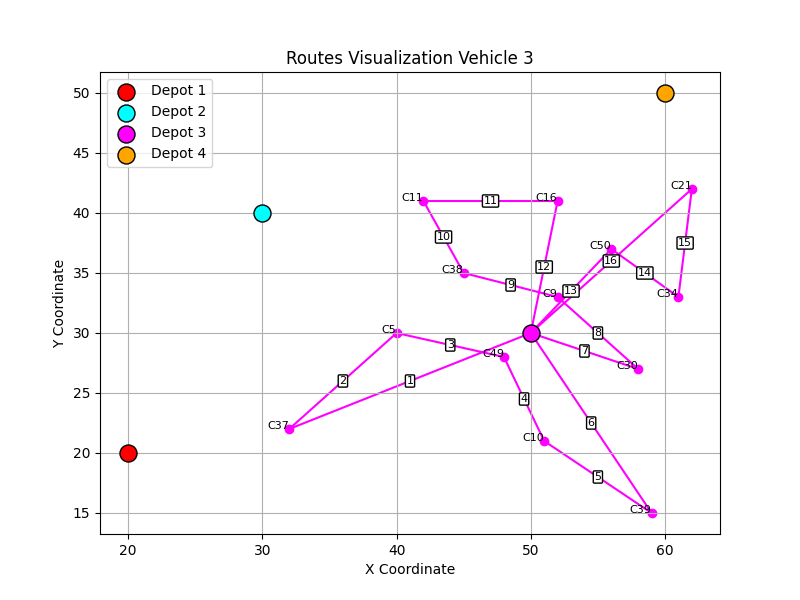 Routes Visualization Vehicle 3
Depot 1
Depot 2
Depot 3
Depot 4
Y Coordinate
50
45
40
35
30
25
20
15
C21
C11
11
C16
10
C50
15
16
12
14
C38
9
13
C9
C34
C5
3
8
C49
7
C30
2
1
4
C37
6
C10
5
C39
20
30
40
50
60
X Coordinate